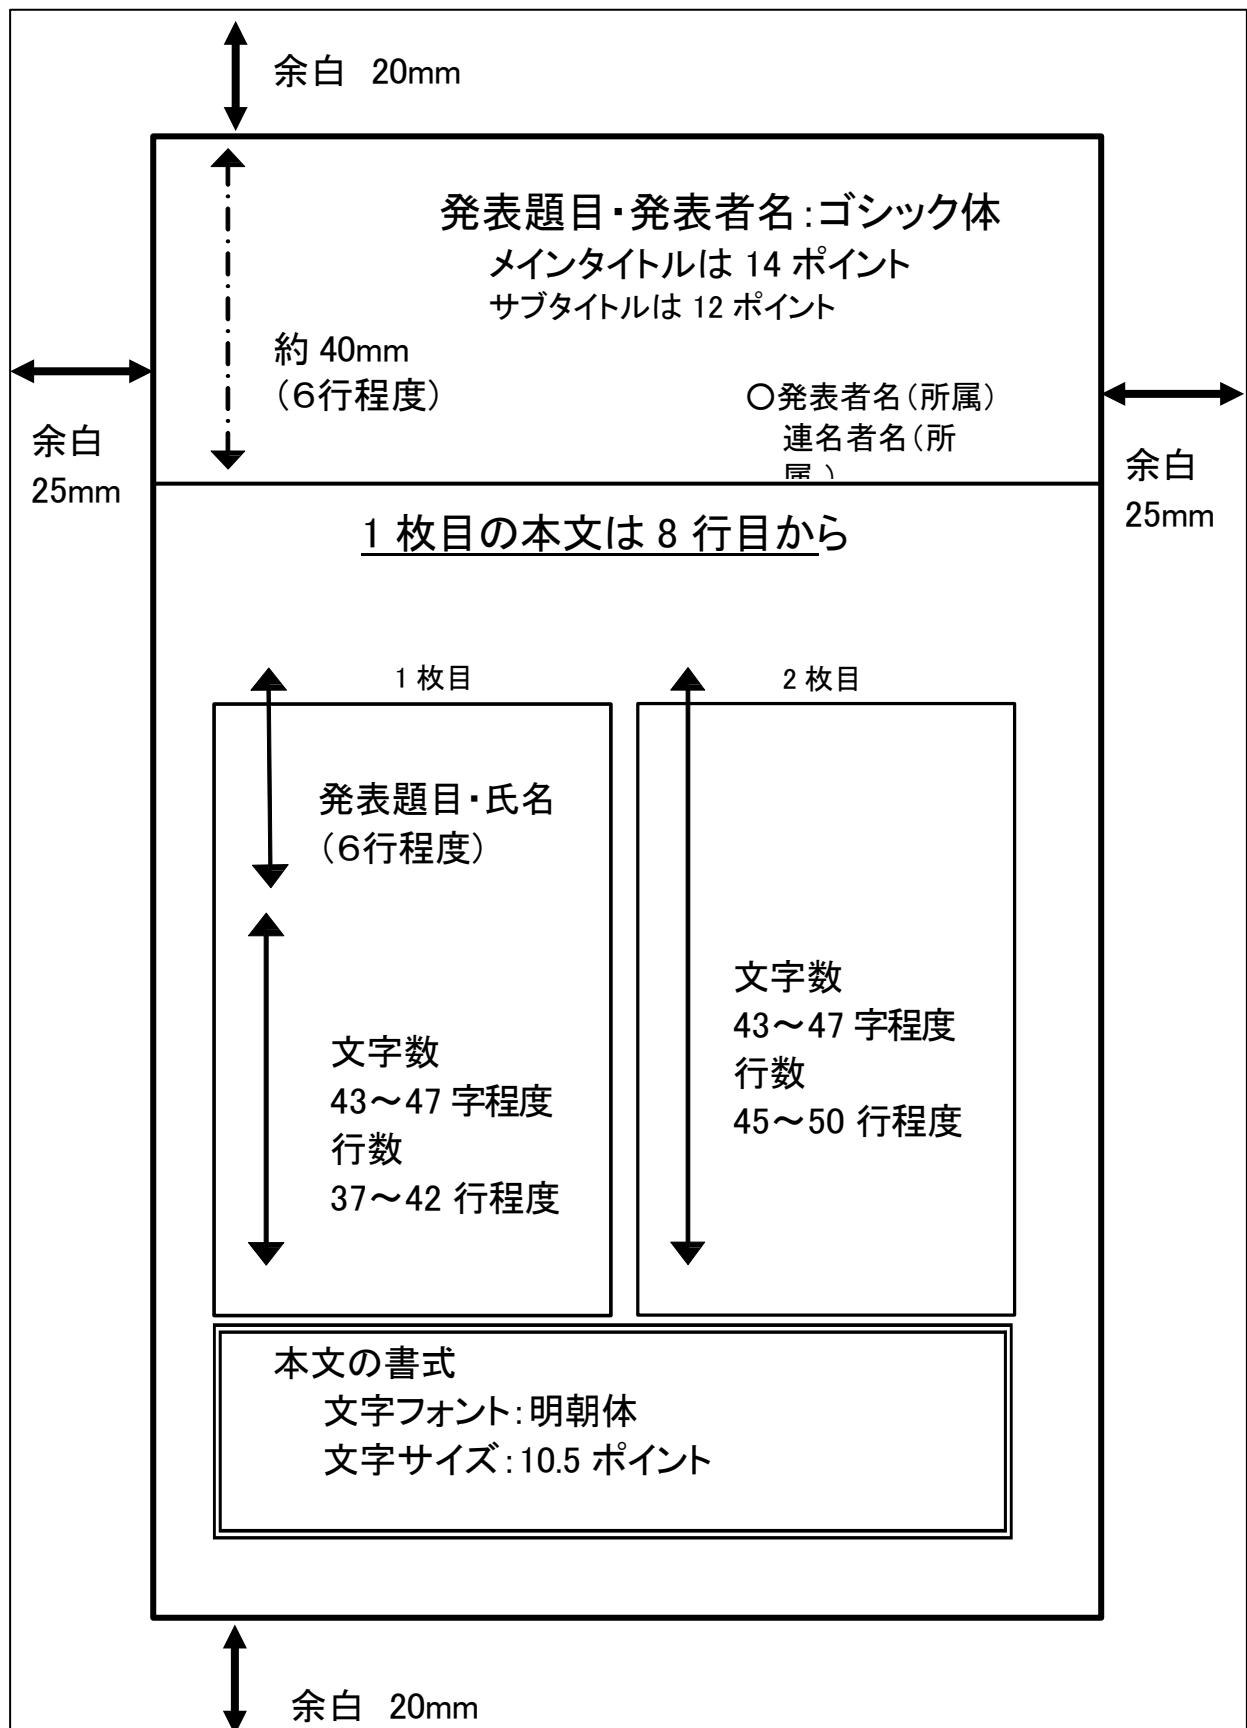 余白 20mm
発表題目・発表者名:ゴシック体
メインタイトルは 14 ポイント
サブタイトルは 12 ポイント
約 40mm
(6行程度)
○発表者名(所属)
連名者名(所
属)
余白
25mm
余白
25mm
1 枚目の本文は 8 行目から
1 枚目
2 枚目
発表題目・氏名
(6行程度)
文字数
43~47 字程度
行数
37~42 行程度
文字数
43~47 字程度
行数
45~50 行程度
本文の書式
文字フォント:明朝体
文字サイズ:10.5 ポイント
余白 20mm